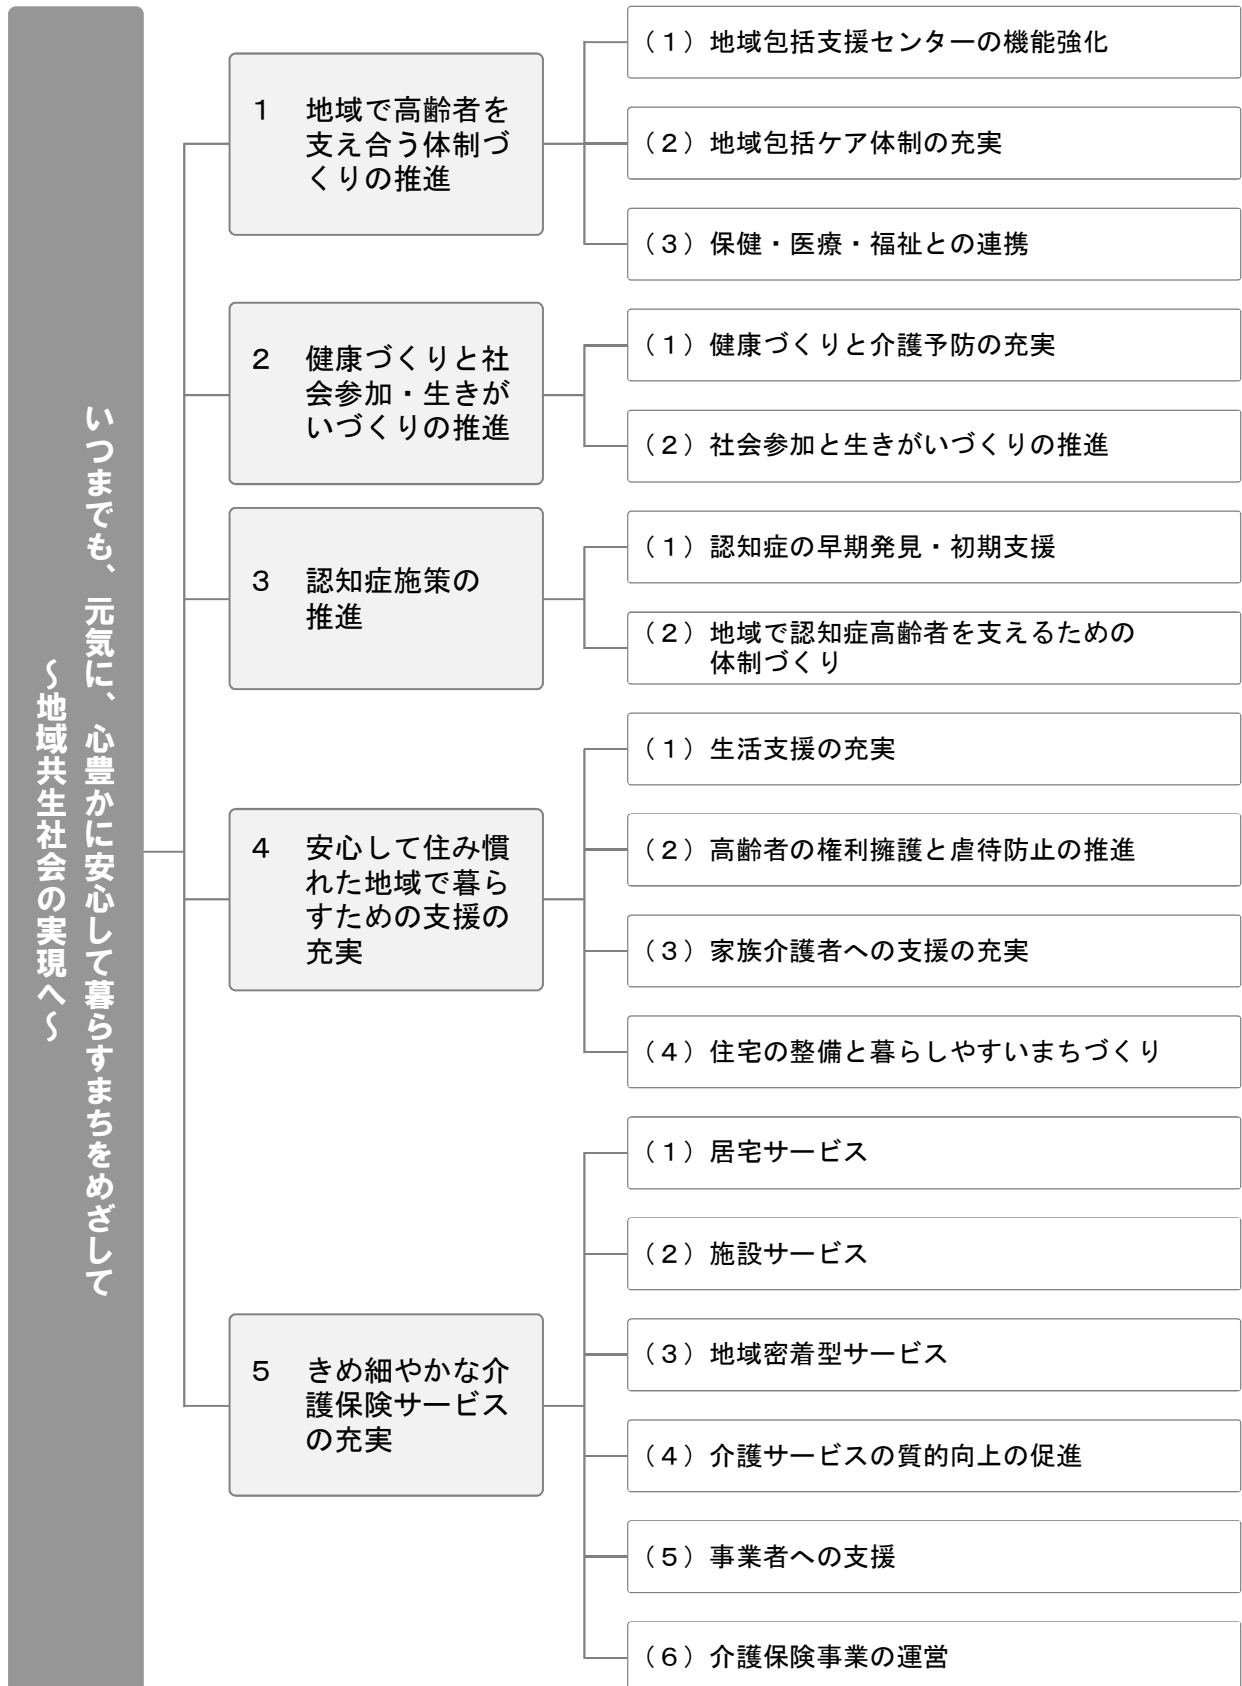 いつまでも、元気に、心豊かに安心して暮らすまちをめざして
～地域共生社会の実現へ～
１　地域で高齢者を
支え合う体制づ
くりの推進
（１）地域包括支援センターの機能強化
（２）地域包括ケア体制の充実
（３）保健・医療・福祉との連携
２　健康づくりと社
会参加・生きが
いづくりの推進
（１）健康づくりと介護予防の充実
（２）社会参加と生きがいづくりの推進
３　認知症施策の
推進
（１）認知症の早期発見・初期支援
（２）地域で認知症高齢者を支えるための
体制づくり
４　安心して住み慣
れた地域で暮ら
すための支援の
充実
（１）生活支援の充実
（２）高齢者の権利擁護と虐待防止の推進
（３）家族介護者への支援の充実
（４）住宅の整備と暮らしやすいまちづくり
５　きめ細やかな介
護保険サービス
の充実
（１）居宅サービス
（２）施設サービス
（３）地域密着型サービス
（４）介護サービスの質的向上の促進
（５）事業者への支援
（６）介護保険事業の運営